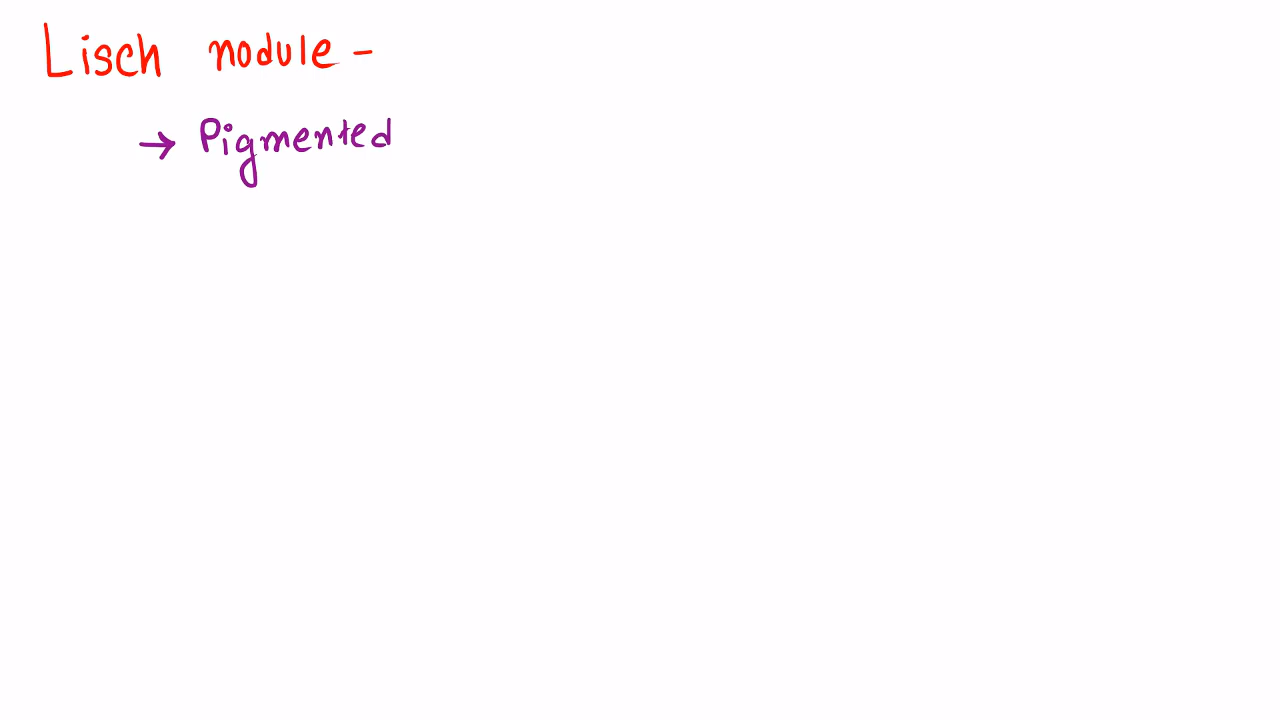 Lisch nodule -
→ Pigmented